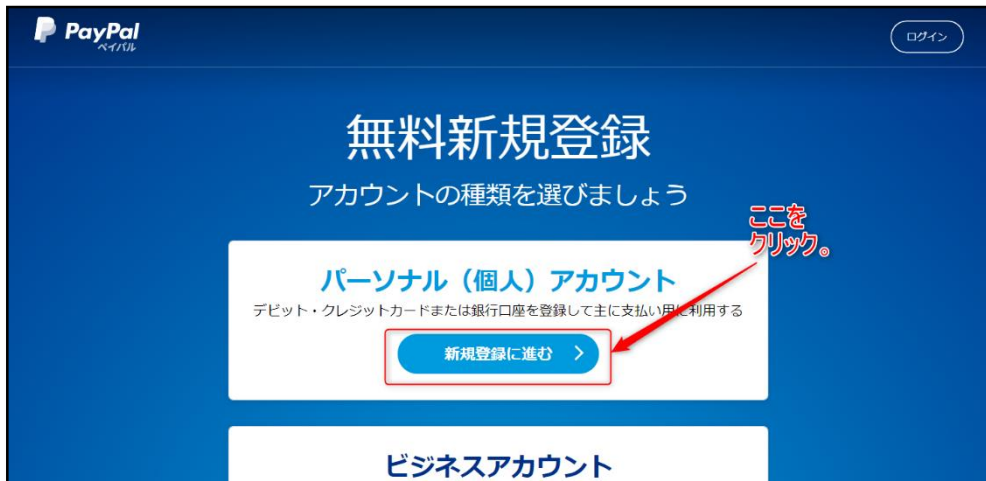 PayPal
ペイパル
ログイン
無料新規登録
アカウントの種類を選びましょう
ここを
クリック。
パーソナル（個人）アカウント
デビット・クレジットカードまたは銀行口座を登録して主に支払い用に利用する
新規登録に進む
ビジネスアカウント